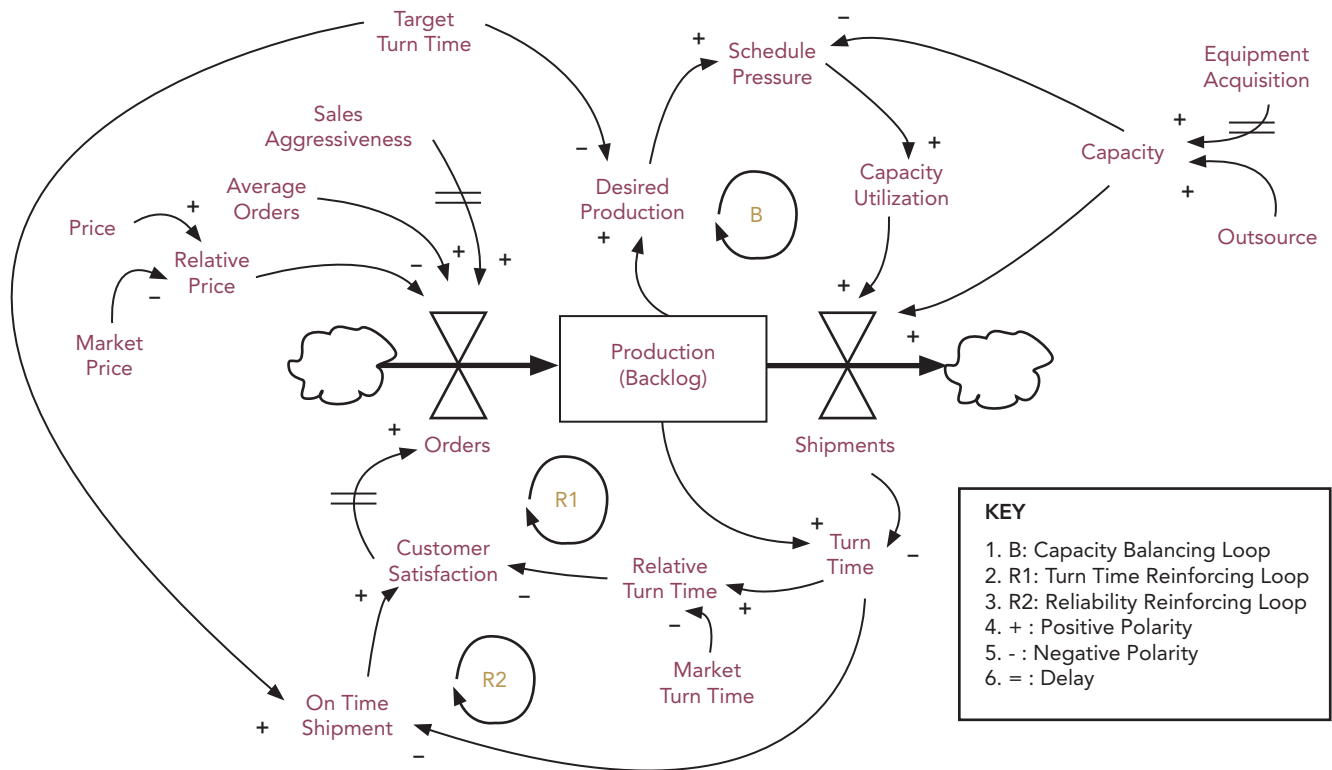 Target
Turn Time
Schedule
Pressure
Equipment
Acquisition
Sales
Aggressiveness
Capacity
Capacity
Utilization
Average
Orders
Desired
Production
B
Price
Relative
Price
Outsource
Market
Price
Production
(Backlog)
Orders
Shipments
R1
Customer
Satisfaction
Relative
Turn Time
Turn
Time
R2
Market
Turn Time
On Time
Shipment
+
−
+
−
+
+
+
−
+
+
−
+
+
−
+
+
+
+
+
−
−
+
+
−
+
−
KEY
1. B: Capacity Balancing Loop
2. R1: Turn Time Reinforcing Loop
3. R2: Reliability Reinforcing Loop
4. + : Positive Polarity
5. - : Negative Polarity
6. = : Delay